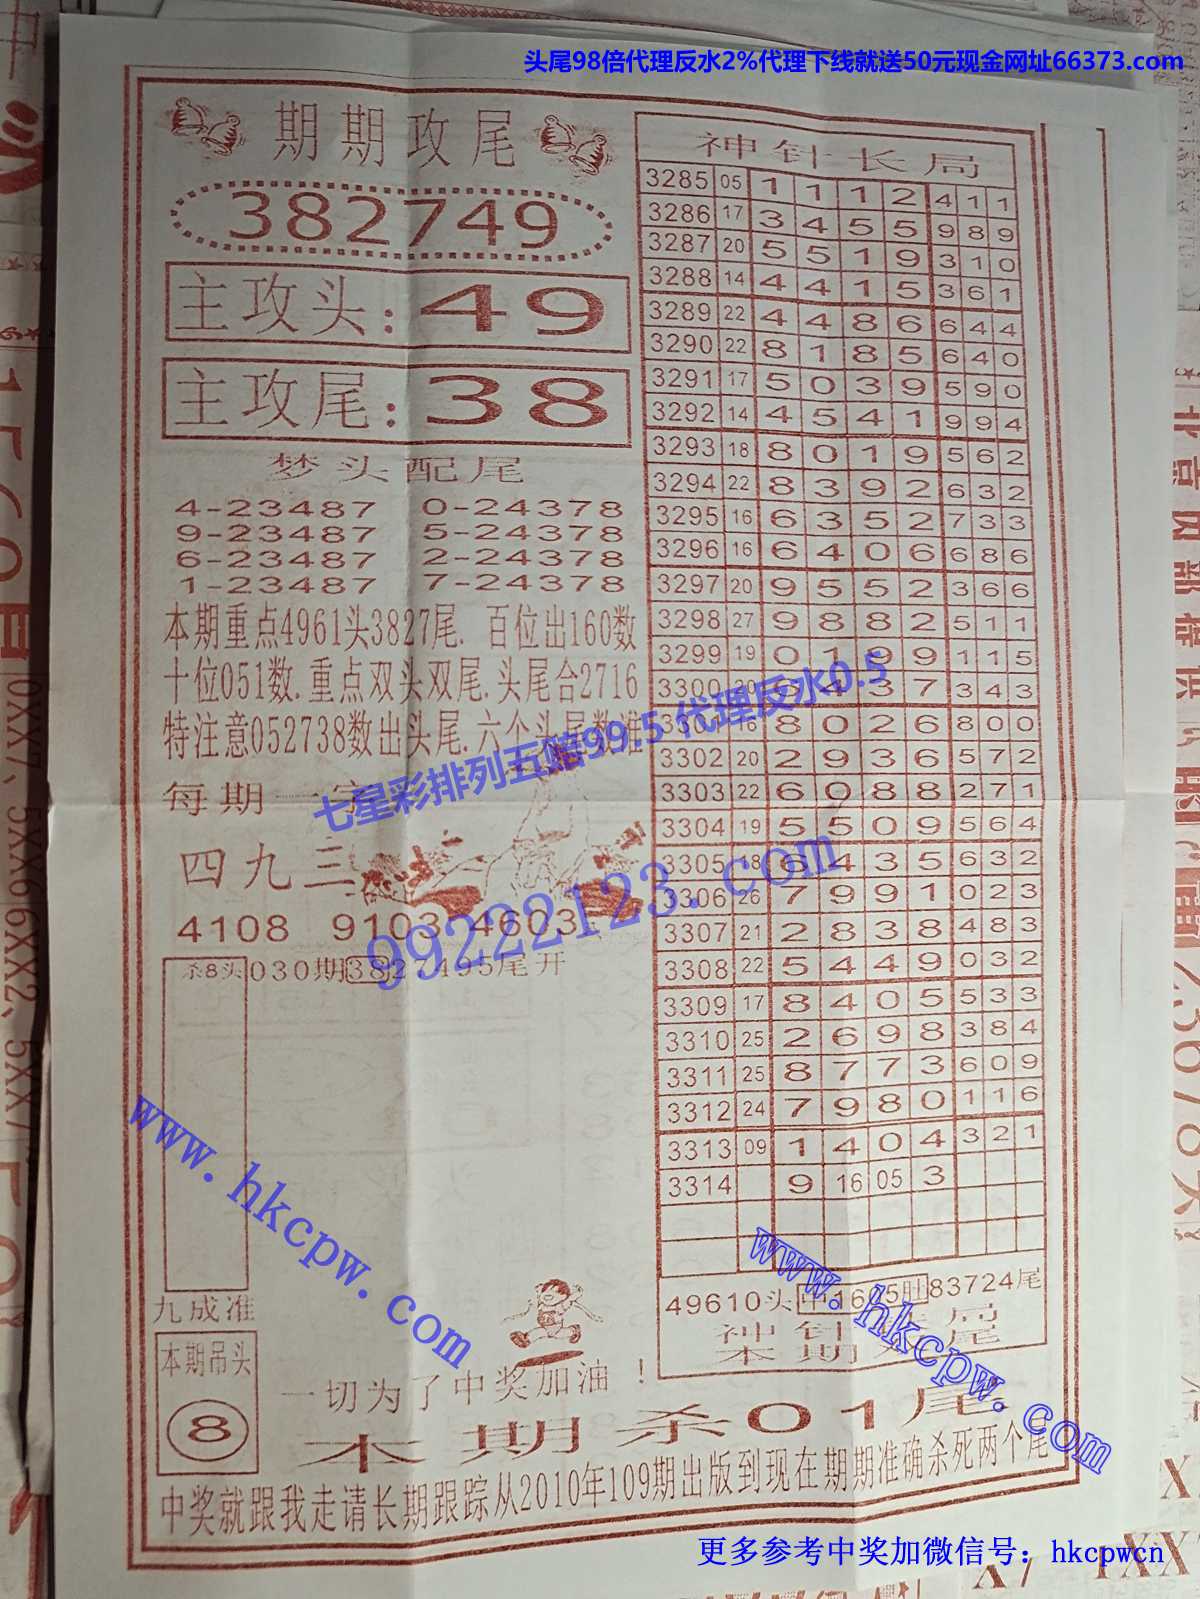 头尾98倍代理反水2%代理下线就送50元现金网址66373.com
期期攻尾
382749
主攻头:49
主攻尾:38
梦头配尾
4-23487 0-24378
9-23487 5-24378
6-23487 2-24378
1-23487 7-24378
本期重点4961头3827尾. 百位出160数
十位051数.重点双头双尾.头尾合2716
特注意052738数出头尾.六个头尾数准
每期一字
四九三
4108 9103 4603
杀8头030期3827495尾开
九成准
本期吊头
8
一切为了中奖加油！
神针长局
3285 05 1 1 1 2 4 1 1
3286 17 3 4 5 5 9 8 9
3287 20 5 5 1 9 3 1 0
3288 14 4 4 1 5 3 6 1
3289 22 4 4 8 6 6 4 4
3290 22 8 1 8 5 6 4 0
3291 17 5 0 3 9 5 9 0
3292 14 4 5 4 1 9 9 4
3293 18 8 0 1 9 5 6 2
3294 22 8 3 9 2 6 3 2
3295 16 6 3 5 2 7 3 3
3296 16 6 4 0 6 6 8 6
3297 20 9 5 5 2 3 6 6
3298 27 9 8 8 2 5 1 1
3299 19 0 1 9 9 1 1 5
3300 20 6 4 3 7 3 4 3
3301 16 8 0 2 6 8 0 0
3302 20 2 9 3 6 5 7 2
3303 22 6 0 8 8 2 7 1
3304 19 5 5 0 9 5 6 4
3305 18 6 4 3 5 6 3 2
3306 26 7 9 9 1 0 2 3
3307 21 2 8 3 8 4 8 3
3308 22 5 4 4 9 0 3 2
3309 17 8 4 0 5 5 3 3
3310 25 2 6 9 8 3 8 4
3311 25 8 7 7 3 6 0 9
3312 24 7 9 8 0 1 1 6
3313 09 1 4 0 4 3 2 1
3314 9 16 05 3
49610头中1605肚83724尾
神针长局
本期 尾
本期杀01尾
中奖就跟我走请长期跟踪从2010年109期出版到现在期期准确杀死两个尾
七星彩排列五赔99.5 代理反水0.5
99222123.com
www.hkcpw.com
www.hkcpw.com
更多参考中奖加微信号：hkcpwcn